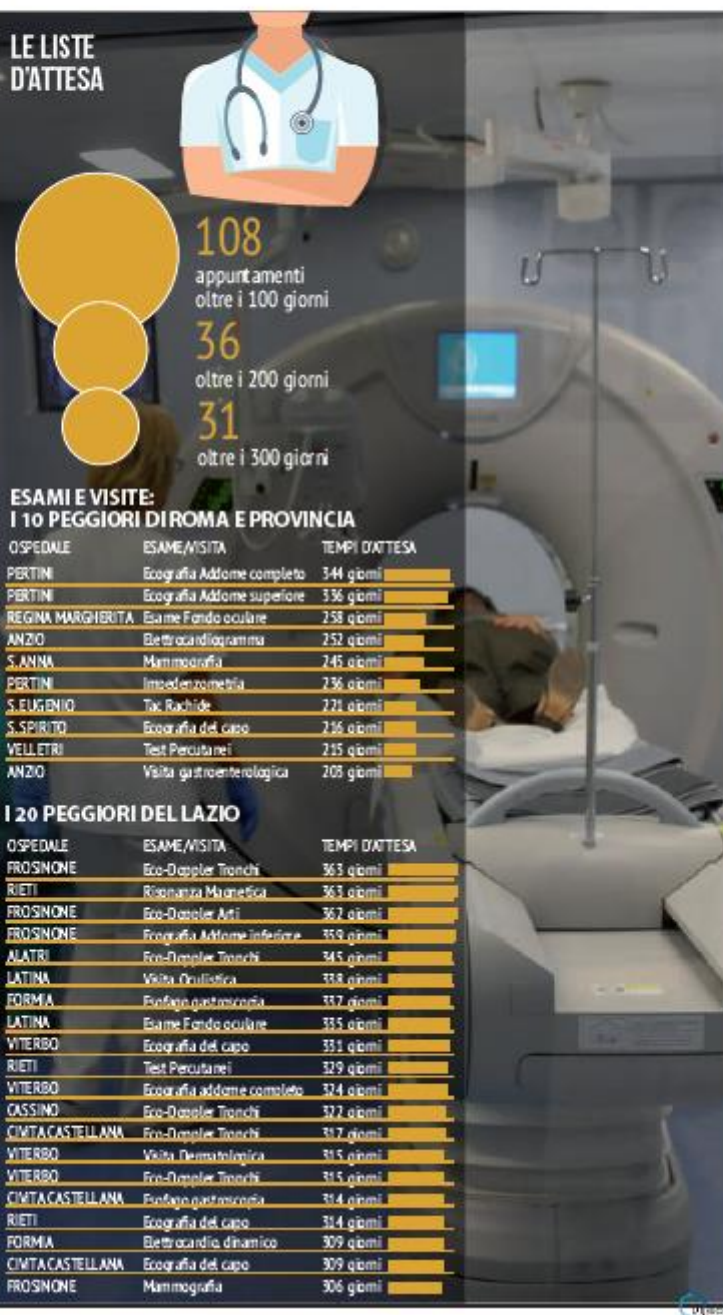 LE LISTE
D'ATTESA
108
appuntamenti
oltre i 100 giorni
36
oltre i 200 giorni
31
oltre i 300 giorni
ESAMI E VISITE:
I 10 PEGGIORI DI ROMA E PROVINCIA
OSPEDALE ESAME/VISITA TEMPI D'ATTESA
PERTINI Ecografia Addome completo 344 giorni
PERTINI Ecografia Addome superiore 336 giorni
REGINA MARGHERITA Esame Fondo oculare 258 giorni
ANZIO Elettrocardiogramma 252 giorni
S.ANNA Mammografia 245 giorni
PERTINI Impedenzometria 236 giorni
S.EUGENIO Tac Rachide 221 giorni
S.SPIRITO Ecografia del capo 216 giorni
VELLETRI Test Percutanei 215 giorni
ANZIO Visita gastroenterologica 203 giorni
I 20 PEGGIORI DEL LAZIO
OSPEDALE ESAME/VISITA TEMPI D'ATTESA
FROSINONE Eco-Doppler Tronchi 363 giorni
RIETI Risonanza Magnetica 363 giorni
FROSINONE Eco-Doppler Arti 362 giorni
FROSINONE Ecografia Addome inferiore 359 giorni
ALATRI Eco-Doppler Tronchi 345 giorni
LATINA Visita Oculistica 338 giorni
FORMIA Esofagogastroscopia 337 giorni
LATINA Esame Fondo oculare 335 giorni
VITERBO Ecografia del capo 331 giorni
RIETI Test Percutanei 329 giorni
VITERBO Ecografia addome completo 324 giorni
CASSINO Eco-Doppler Tronchi 322 giorni
CIVITA CASTELLANA Eco-Doppler Tronchi 317 giorni
VITERBO Visita Dermatologica 315 giorni
VITERBO Eco-Doppler Tronchi 315 giorni
CIVITA CASTELLANA Esofagogastroscopia 314 giorni
RIETI Ecografia del capo 314 giorni
FORMIA Elettrocardio. dinamico 309 giorni
CIVITA CASTELLANA Ecografia del capo 309 giorni
FROSINONE Mammografia 306 giorni